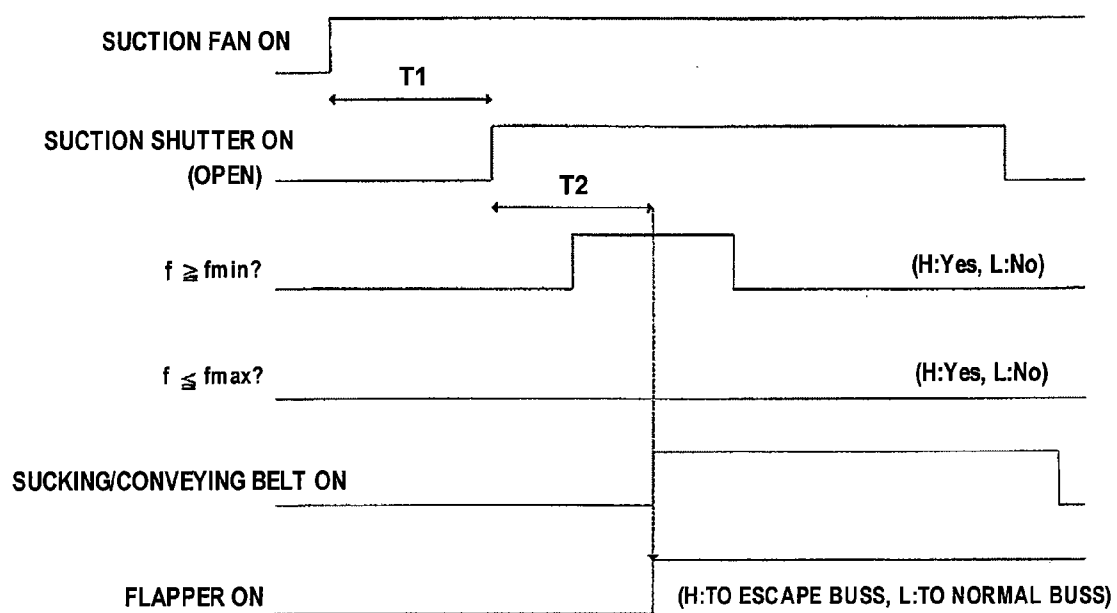 SUCTION FAN ON
T1
SUCTION SHUTTER ON
(OPEN)
T2
f ≧ fmin?
(H:Yes, L:No)
f ≦ fmax?
(H:Yes, L:No)
SUCKING/CONVEYING BELT ON
FLAPPER ON
(H:TO ESCAPE BUSS, L:TO NORMAL BUSS)